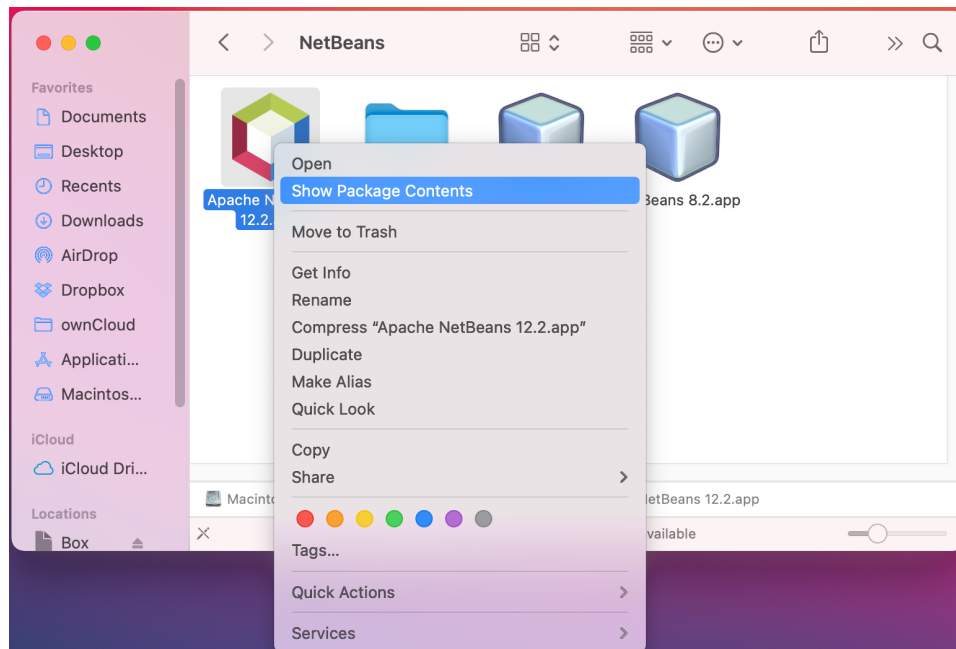 NetBeans
Favorites
Documents
Desktop
Recents
Downloads
AirDrop
Dropbox
ownCloud
Applicati...
Macintos...
iCloud
iCloud Dri...
Locations
Box
Apache N
12.2.
Beans 8.2.app
Open
Show Package Contents
Move to Trash
Get Info
Rename
Compress “Apache NetBeans 12.2.app”
Duplicate
Make Alias
Quick Look
Copy
Share
Tags...
Quick Actions
Services
Macinto
NetBeans 12.2.app
vailable